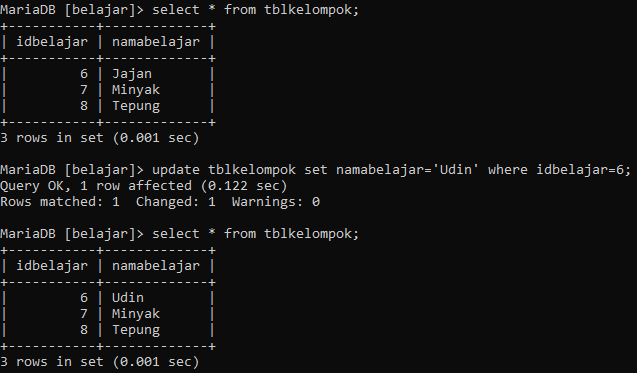 MariaDB [belajar]> select * from tblkelompok;
+-----------+-------------+
| idbelajar | namabelajar |
+-----------+-------------+
|         6 | Jajan       |
|         7 | Minyak      |
|         8 | Tepung      |
+-----------+-------------+
3 rows in set (0.001 sec)

MariaDB [belajar]> update tblkelompok set namabelajar='Udin' where idbelajar=6;
Query OK, 1 row affected (0.122 sec)
Rows matched: 1  Changed: 1  Warnings: 0

MariaDB [belajar]> select * from tblkelompok;
+-----------+-------------+
| idbelajar | namabelajar |
+-----------+-------------+
|         6 | Udin        |
|         7 | Minyak      |
|         8 | Tepung      |
+-----------+-------------+
3 rows in set (0.001 sec)